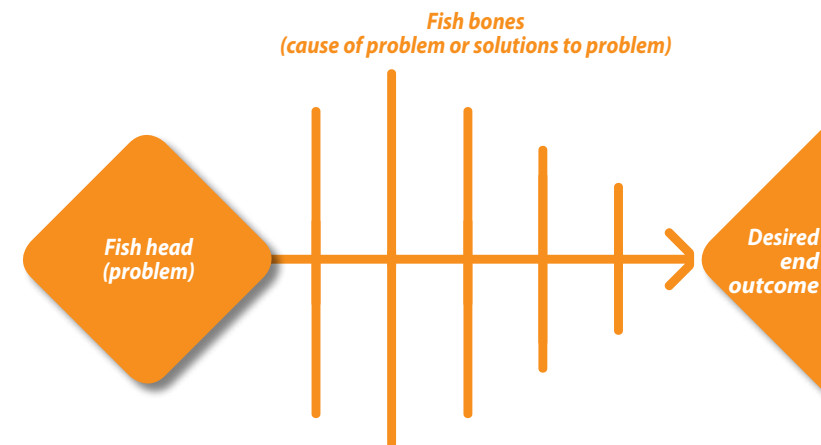 Fish bones
(cause of problem or solutions to problem)
Fish head
(problem)
Desired
end
outcome